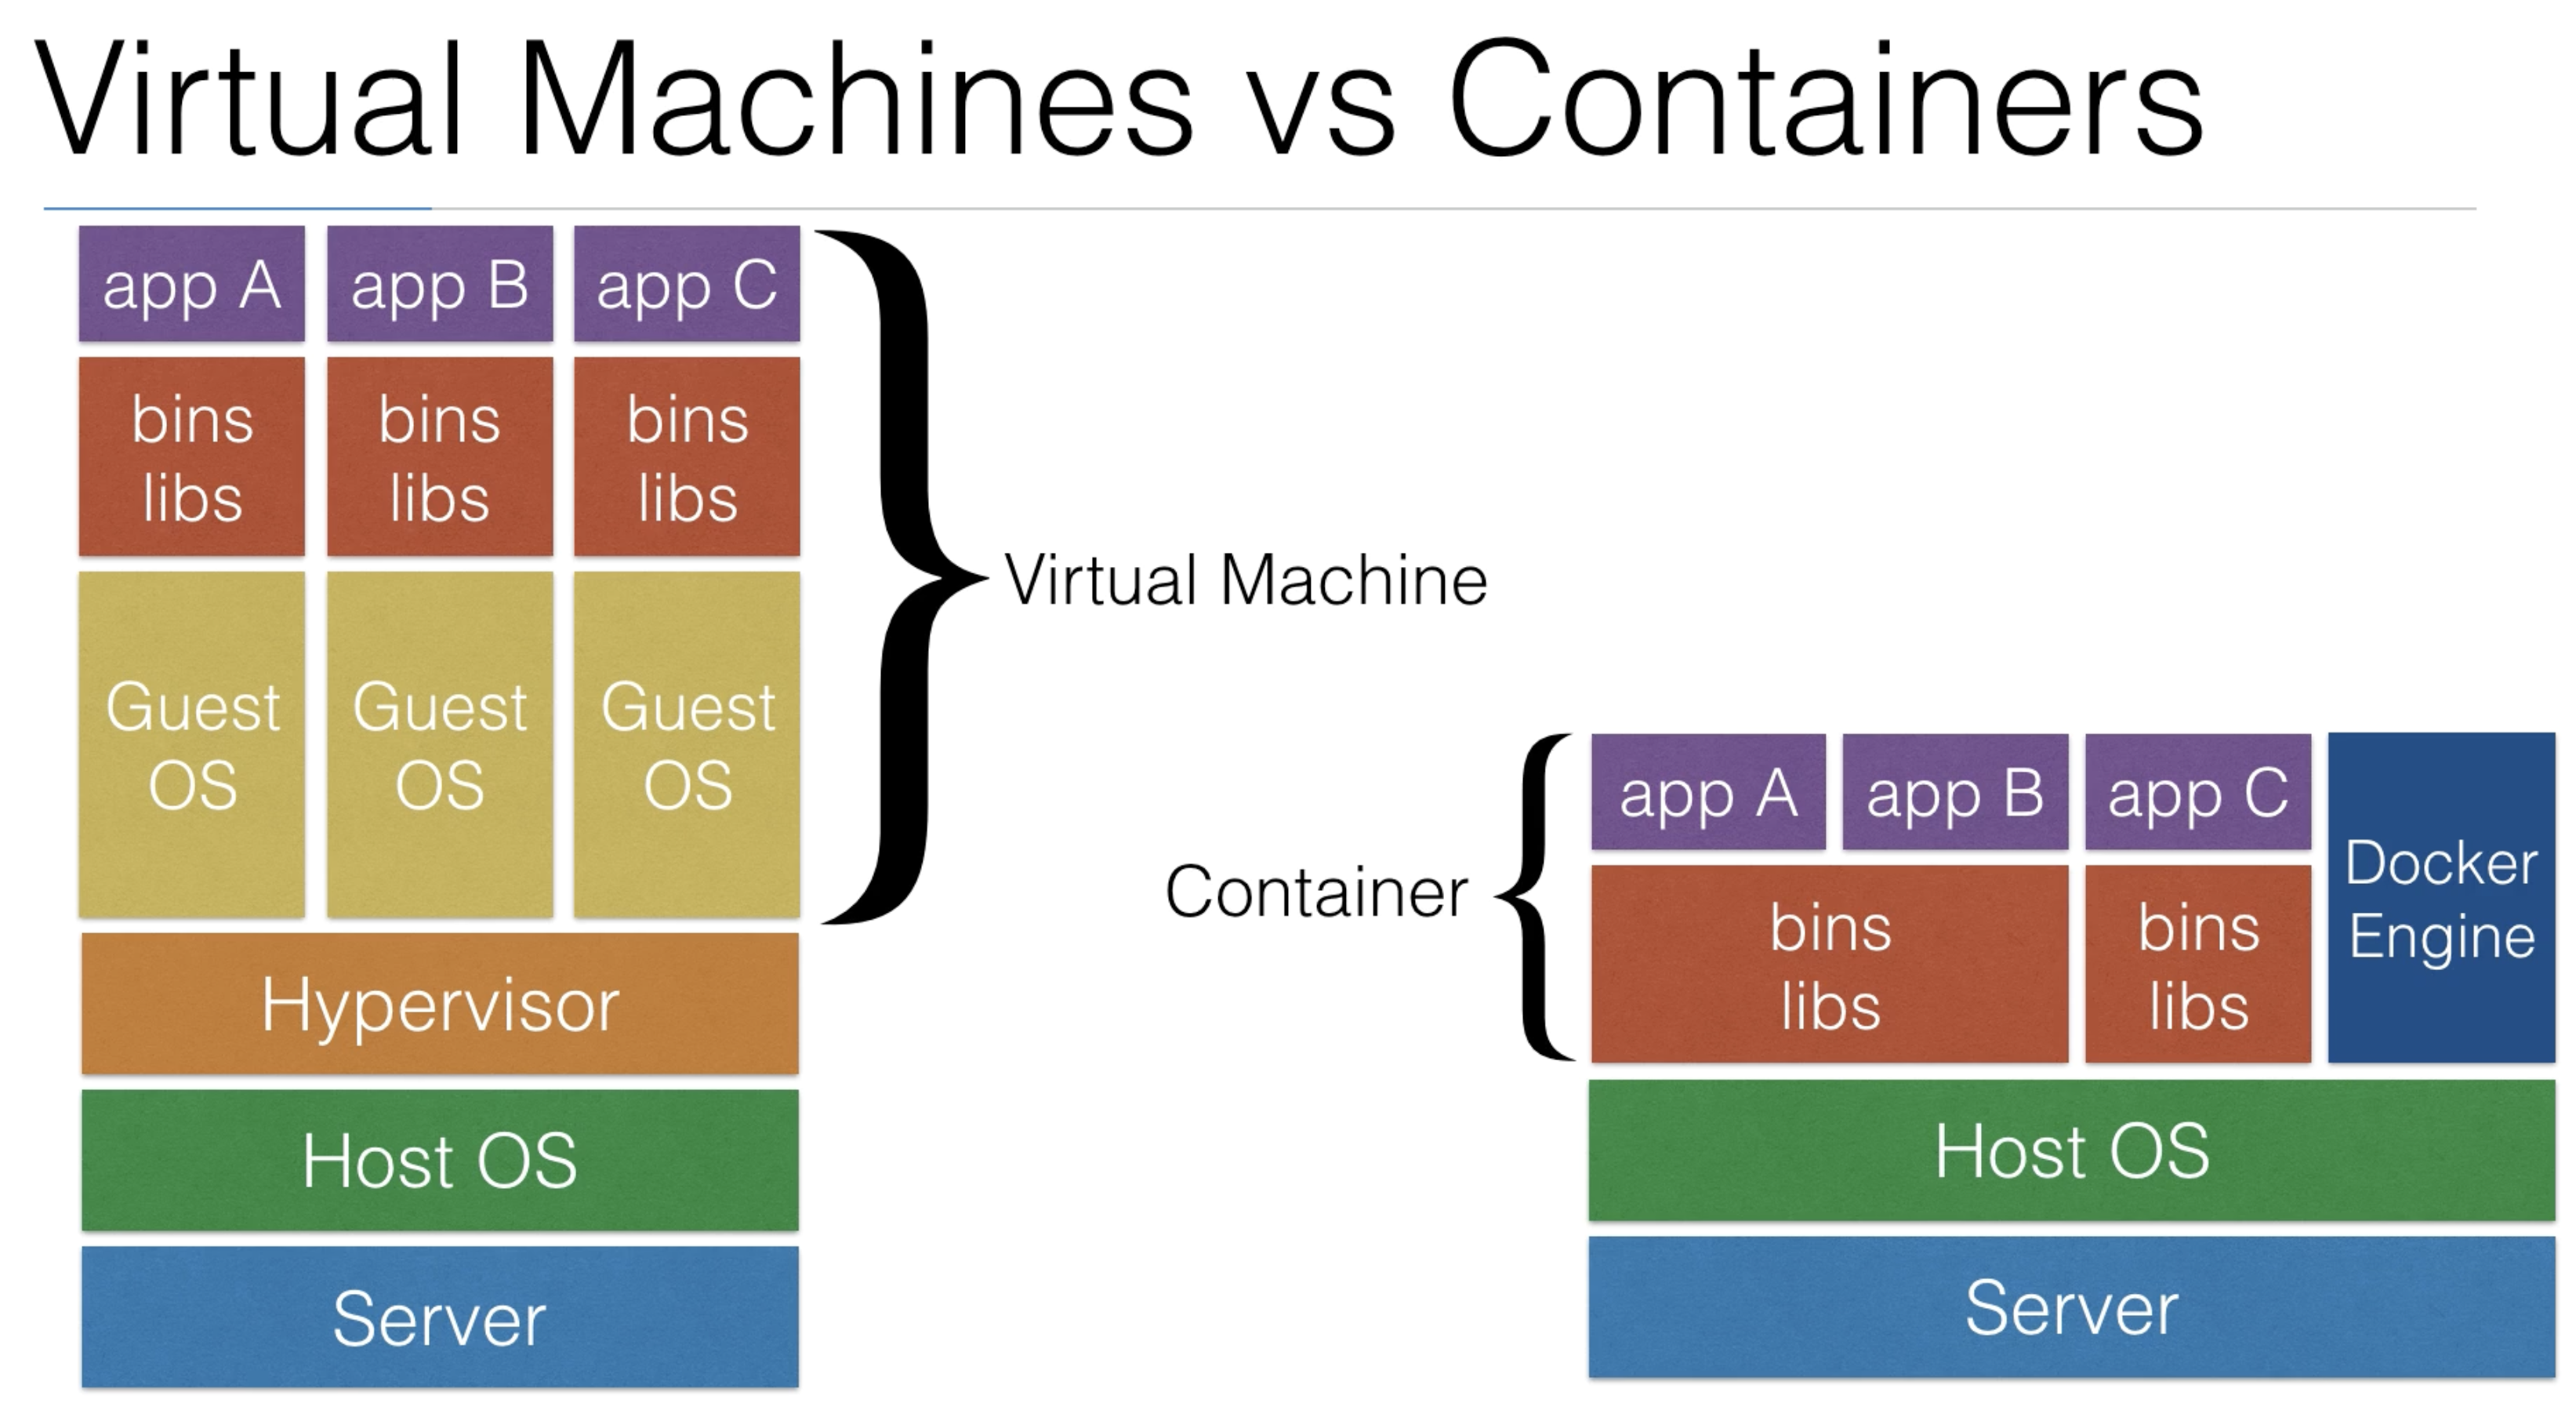 Virtual Machines vs Containers
app A
app B
app C
bins
libs
bins
libs
bins
libs
Guest
OS
Guest
OS
Guest
OS
Hypervisor
Host OS
Server
Virtual Machine
Container
app A
app B
app C
bins
libs
bins
libs
Docker
Engine
Host OS
Server